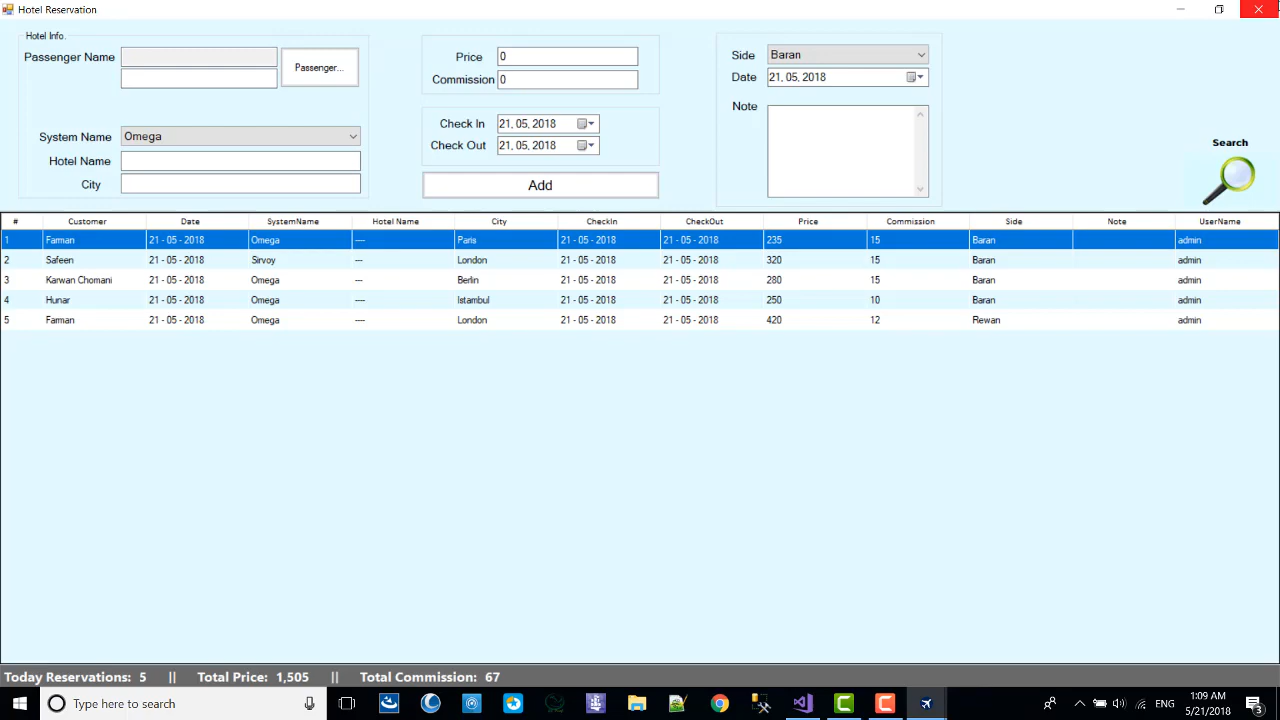 Hotel Reservation
Hotel Info.
Passenger Name
Passenger...
System Name Omega
Hotel Name
City
Price 0
Commission 0
Check In 21. 05. 2018
Check Out 21. 05. 2018
Add
Side Baran
Date 21. 05. 2018
Note
Search
# Customer Date SystemName Hotel Name City CheckIn CheckOut Price Commission Side Note UserName
1 Farman 21 - 05 - 2018 Omega ---- Paris 21 - 05 - 2018 21 - 05 - 2018 235 15 Baran admin
2 Safeen 21 - 05 - 2018 Sirvoy --- London 21 - 05 - 2018 21 - 05 - 2018 320 15 Baran admin
3 Karwan Chomani 21 - 05 - 2018 Omega --- Berlin 21 - 05 - 2018 21 - 05 - 2018 280 15 Baran admin
4 Hunar 21 - 05 - 2018 Omega ---- Istambul 21 - 05 - 2018 21 - 05 - 2018 250 10 Baran admin
5 Farman 21 - 05 - 2018 Omega ---- London 21 - 05 - 2018 21 - 05 - 2018 420 12 Rewan admin
Today Reservations: 5 || Total Price: 1,505 || Total Commission: 67
Type here to search
ENG
1:09 AM
5/21/2018
3